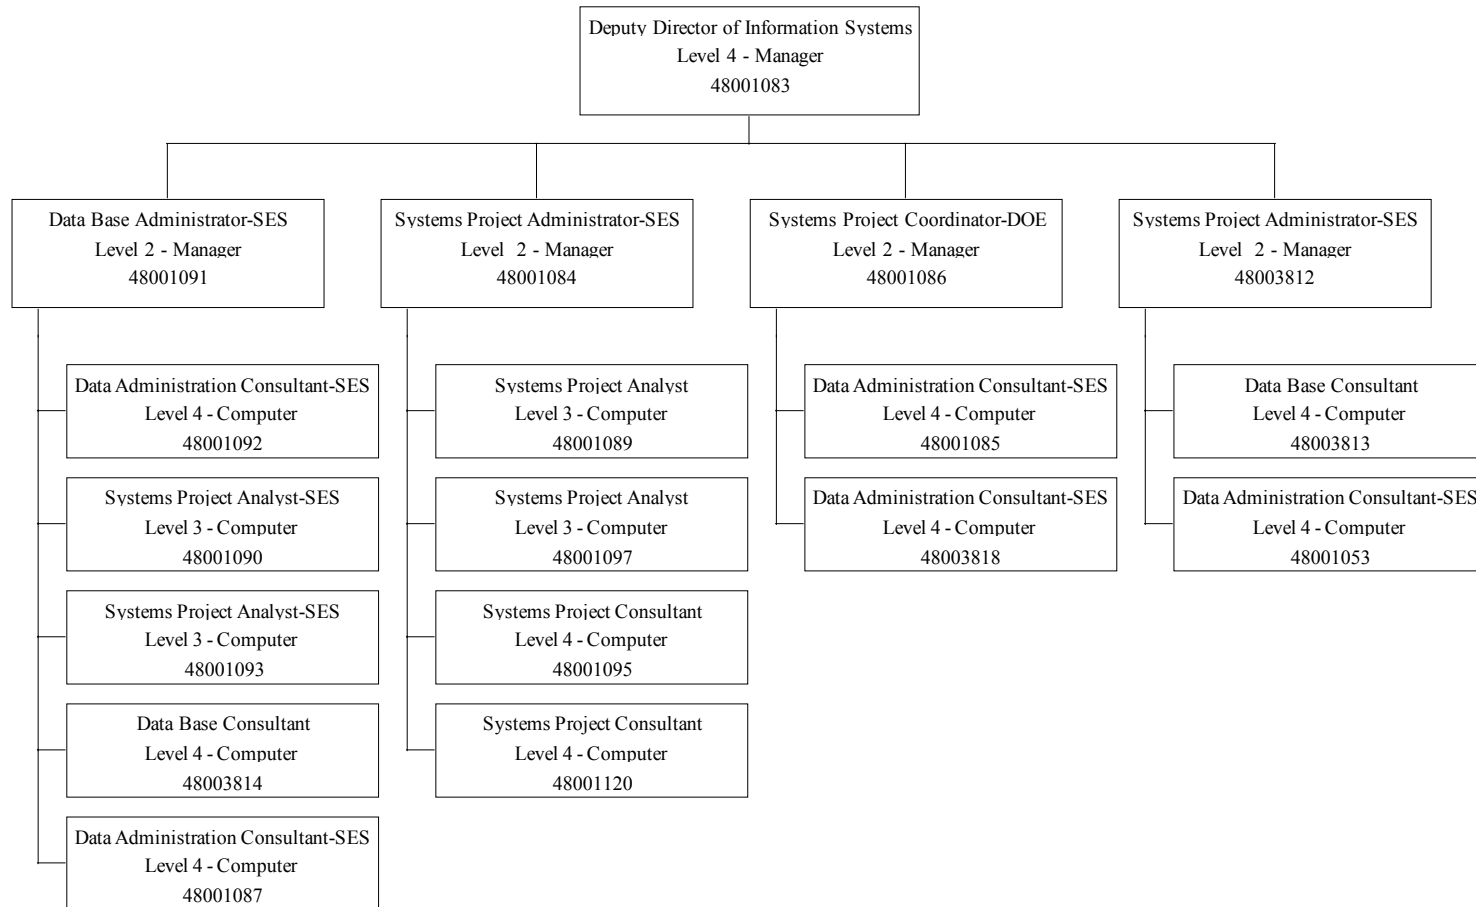 Deputy Director of Information Systems
Level 4 - Manager
48001083
Data Base Administrator-SES
Level 2 - Manager
48001091
Data Administration Consultant-SES
Level 4 - Computer
48001092
Systems Project Analyst-SES
Level 3 - Computer
48001090
Systems Project Analyst-SES
Level 3 - Computer
48001093
Data Base Consultant
Level 4 - Computer
48003814
Data Administration Consultant-SES
Level 4 - Computer
48001087
Systems Project Administrator-SES
Level 2 - Manager
48001084
Systems Project Analyst
Level 3 - Computer
48001089
Systems Project Analyst
Level 3 - Computer
48001097
Systems Project Consultant
Level 4 - Computer
48001095
Systems Project Consultant
Level 4 - Computer
48001120
Systems Project Coordinator-DOE
Level 2 - Manager
48001086
Data Administration Consultant-SES
Level 4 - Computer
48001085
Data Administration Consultant-SES
Level 4 - Computer
48003818
Systems Project Administrator-SES
Level 2 - Manager
48003812
Data Base Consultant
Level 4 - Computer
48003813
Data Administration Consultant-SES
Level 4 - Computer
48001053